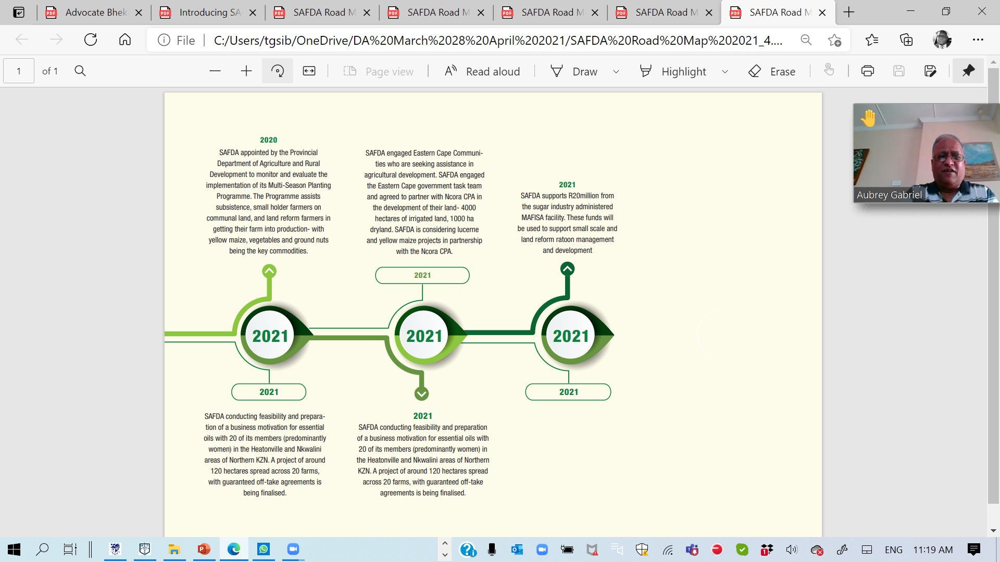 Advocate Bhek
Introducing SA
SAFDA Road M
SAFDA Road M
SAFDA Road M
SAFDA Road M
SAFDA Road M
File
C:/Users/tgsib/OneDrive/DA%20March%2028%20April%202021/SAFDA%20Road%20Map%202021_4....
1
of 1
Page view
Read aloud
Draw
Highlight
Erase
2020
SAFDA appointed by the Provincial
Department of Agriculture and Rural
Development to monitor and evaluate the
implementation of its Multi-Season Planting
Programme. The Programme assists
subsistence, small holder farmers on
communal land, and land reform farmers in
getting their farm into production- with
yellow maize, vegetables and ground nuts
being the key commodities.
SAFDA engaged Eastern Cape Communi-
ties who are seeking assistance in
agricultural development. SAFDA engaged
the Eastern Cape government task team
and agreed to partner with Ncora CPA in
the development of their land- 4000
hectares of irrigated land, 1000 ha
dryland. SAFDA is considering lucerne
and yellow maize projects in partnership
with the Ncora CPA.
2021
2021
SAFDA supports R20million from
the sugar industry administered
MAFISA facility. These funds will
be used to support small scale and
land reform ratoon management
and development
Aubrey Gabriel
2021
2021
2021
2021
SAFDA conducting feasibility and prepara-
tion of a business motivation for essential
oils with 20 of its members (predominantly
women) in the Heatonville and Nkwalini
areas of Northern KZN. A project of around
120 hectares spread across 20 farms,
with guaranteed off-take agreements is
being finalised.
2021
SAFDA conducting feasibility and preparation
of a business motivation for essential oils with
20 of its members (predominantly women) in
the Heatonville and Nkwalini areas of Northern
KZN. A project of around 120 hectares spread
across 20 farms, with guaranteed off-take
agreements is being finalised.
2021
ENG
11:19 AM